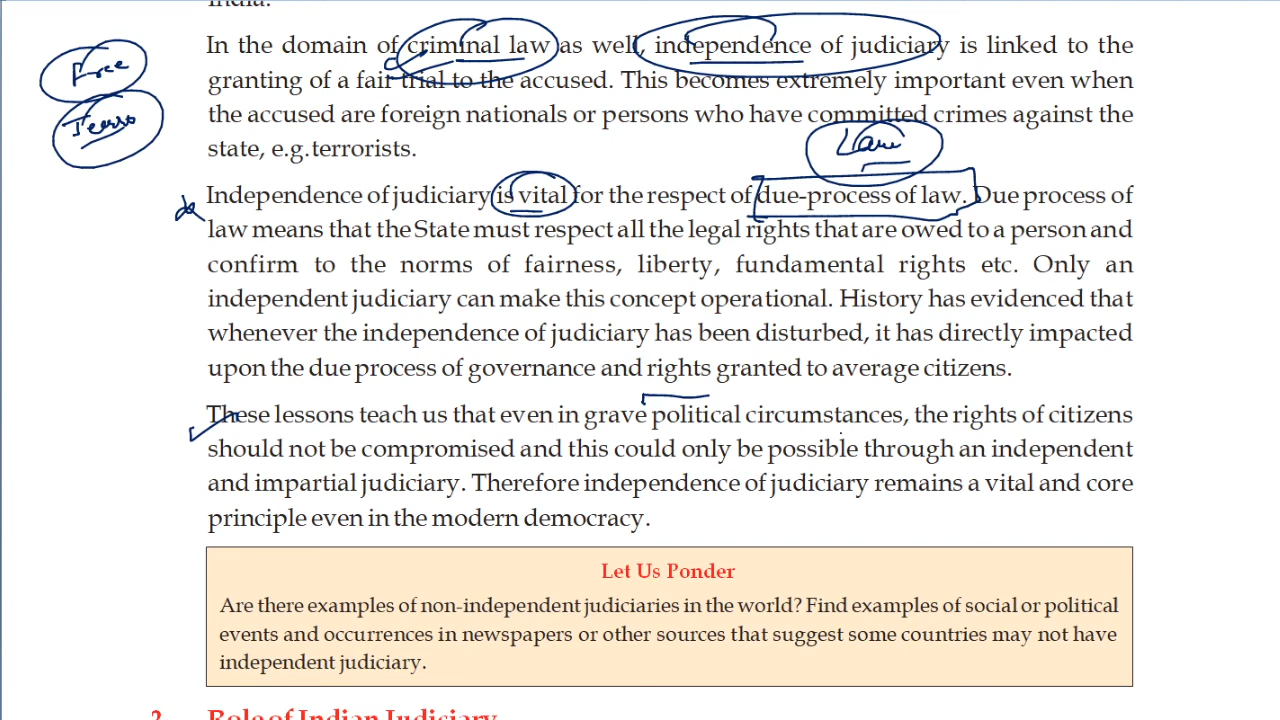 India.
In the domain of criminal law as well, independence of judiciary is linked to the
Free
granting of a fair trial to the accused. This becomes extremely important even when
the accused are foreign nationals or persons who have committed crimes against the
state, e.g.terrorists.
Law
Independence of judiciary is vital for the respect of due-process of law. Due process of
law means that the State must respect all the legal rights that are owed to a person and
confirm to the norms of fairness, liberty, fundamental rights etc. Only an
independent judiciary can make this concept operational. History has evidenced that
whenever the independence of judiciary has been disturbed, it has directly impacted
upon the due process of governance and rights granted to average citizens.
These lessons teach us that even in grave political circumstances, the rights of citizens
should not be compromised and this could only be possible through an independent
and impartial judiciary. Therefore independence of judiciary remains a vital and core
principle even in the modern democracy.
Let Us Ponder
Are there examples of non-independent judiciaries in the world? Find examples of social or political
events and occurrences in newspapers or other sources that suggest some countries may not have
independent judiciary.
2. Role of Indian Judiciary